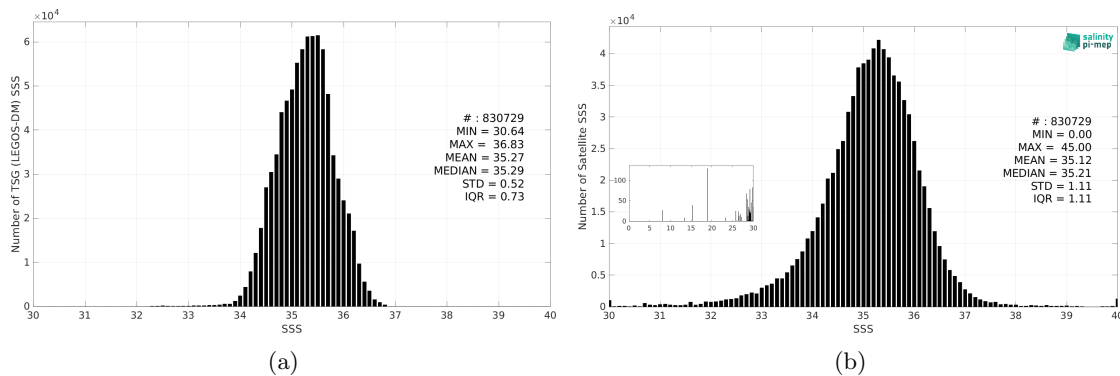 ×10⁴
6
5
4
3
2
1
0
Number of TSG (LEGOS-DM) SSS
# : 830729
MIN = 30.64
MAX = 36.83
MEAN = 35.27
MEDIAN = 35.29
STD = 0.52
IQR = 0.73
30 31 32 33 34 35 36 37 38 39 40
SSS
(a)
×10⁴
4
3.5
3
2.5
2
1.5
1
0.5
0
Number of Satellite SSS
salinity
pi-mep
# : 830729
MIN = 0.00
MAX = 45.00
MEAN = 35.12
MEDIAN = 35.21
STD = 1.11
IQR = 1.11
100
50
0
0 5 10 15 20 25 30
30 31 32 33 34 35 36 37 38 39 40
SSS
(b)